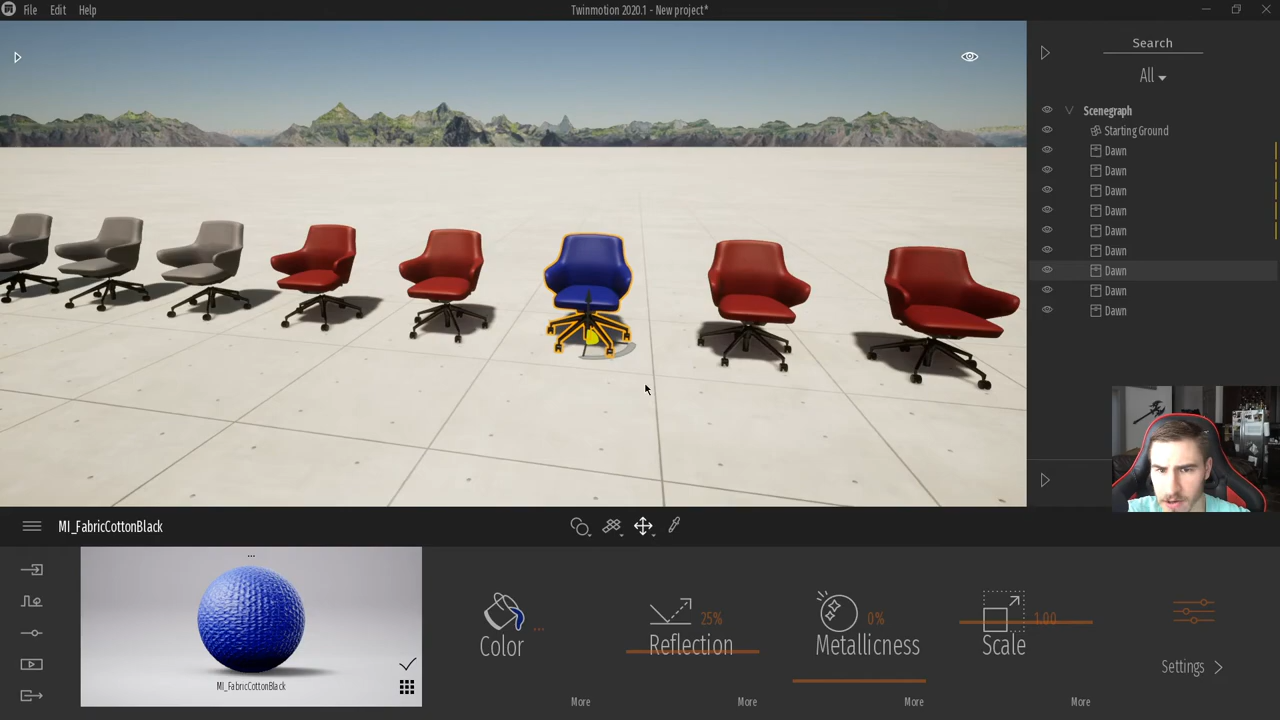 File Edit Help
Twinmotion 2020.1 - New project*
Search
All
Scenegraph
Starting Ground
Dawn
Dawn
Dawn
Dawn
Dawn
Dawn
Dawn
Dawn
Dawn
MI_FabricCottonBlack
...
MI_FabricCottonBlack
Color ...
More
25%
Reflection
More
0%
Metallicness
More
1.00
Scale
More
Settings